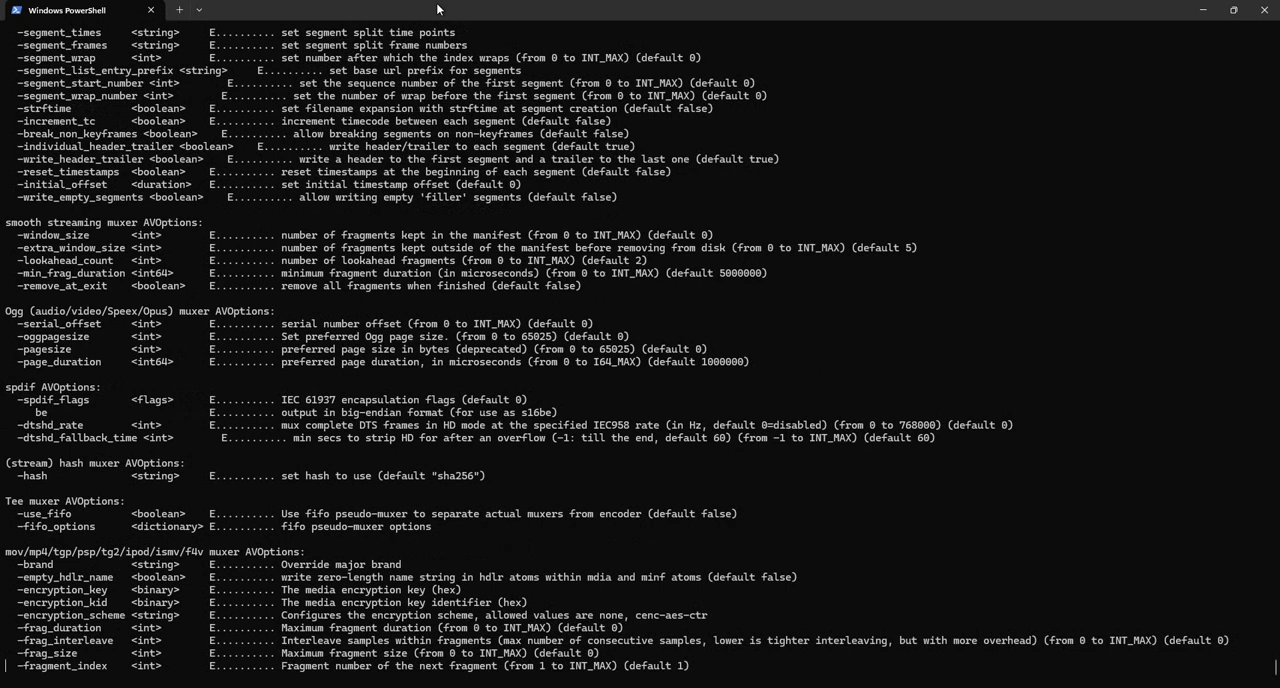 Windows PowerShell
-segment_times <string> E.......... set segment split time points
-segment_frames <string> E.......... set segment split frame numbers
-segment_wrap <int> E.......... set number after which the index wraps (from 0 to INT_MAX) (default 0)
-segment_list_entry_prefix <string> E.......... set base url prefix for segments
-segment_start_number <int> E.......... set the sequence number of the first segment (from 0 to INT_MAX) (default 0)
-segment_wrap_number <int> E.......... set the number of wrap before the first segment (from 0 to INT_MAX) (default 0)
-strftime <boolean> E.......... set filename expansion with strftime at segment creation (default false)
-increment_tc <boolean> E.......... increment timecode between each segment (default false)
-break_non_keyframes <boolean> E.......... allow breaking segments on non-keyframes (default false)
-individual_header_trailer <boolean> E.......... write header/trailer to each segment (default true)
-write_header_trailer <boolean> E.......... write a header to the first segment and a trailer to the last one (default true)
-reset_timestamps <boolean> E.......... reset timestamps at the beginning of each segment (default false)
-initial_offset <duration> E.......... set initial timestamp offset (default 0)
-write_empty_segments <boolean> E.......... allow writing empty 'filler' segments (default false)
smooth streaming muxer AVOptions:
-window_size <int> E.......... number of fragments kept in the manifest (from 0 to INT_MAX) (default 0)
-extra_window_size <int> E.......... number of fragments kept outside of the manifest before removing from disk (from 0 to INT_MAX) (default 5)
-lookahead_count <int> E.......... number of lookahead fragments (from 0 to INT_MAX) (default 2)
-min_frag_duration <int64> E.......... minimum fragment duration (in microseconds) (from 0 to INT_MAX) (default 5000000)
-remove_at_exit <boolean> E.......... remove all fragments when finished (default false)
Ogg (audio/video/Speex/Opus) muxer AVOptions:
-serial_offset <int> E.......... serial number offset (from 0 to INT_MAX) (default 0)
-oggpagesize <int> E.......... Set preferred Ogg page size. (from 0 to 65025) (default 0)
-pagesize <int> E.......... preferred page size in bytes (deprecated) (from 0 to 65025) (default 0)
-page_duration <int64> E.......... preferred page duration, in microseconds (from 0 to I64_MAX) (default 1000000)
spdif AVOptions:
-spdif_flags <flags> E.......... IEC 61937 encapsulation flags (default 0)
be E.......... output in big-endian format (for use as s16be)
-dtshd_rate <int> E.......... mux complete DTS frames in HD mode at the specified IEC958 rate (in Hz, default 0=disabled) (from 0 to 768000) (default 0)
-dtshd_fallback_time <int> E.......... min secs to strip HD for after an overflow (-1: till the end, default 60) (from -1 to INT_MAX) (default 60)
(stream) hash muxer AVOptions:
-hash <string> E.......... set hash to use (default "sha256")
Tee muxer AVOptions:
-use_fifo <boolean> E.......... Use fifo pseudo-muxer to separate actual muxers from encoder (default false)
-fifo_options <dictionary> E.......... fifo pseudo-muxer options
mov/mp4/tgp/psp/tg2/ipod/ismv/f4v muxer AVOptions:
-brand <string> E.......... Override major brand
-empty_hdlr_name <boolean> E.......... write zero-length name string in hdlr atoms within mdia and minf atoms (default false)
-encryption_key <binary> E.......... The media encryption key (hex)
-encryption_kid <binary> E.......... The media encryption key identifier (hex)
-encryption_scheme <string> E.......... Configures the encryption scheme, allowed values are none, cenc-aes-ctr
-frag_duration <int> E.......... Maximum fragment duration (from 0 to INT_MAX) (default 0)
-frag_interleave <int> E.......... Interleave samples within fragments (max number of consecutive samples, lower is tighter interleaving, but with more overhead) (from 0 to INT_MAX) (default 0)
-frag_size <int> E.......... Maximum fragment size (from 0 to INT_MAX) (default 0)
-fragment_index <int> E.......... Fragment number of the next fragment (from 1 to INT_MAX) (default 1)